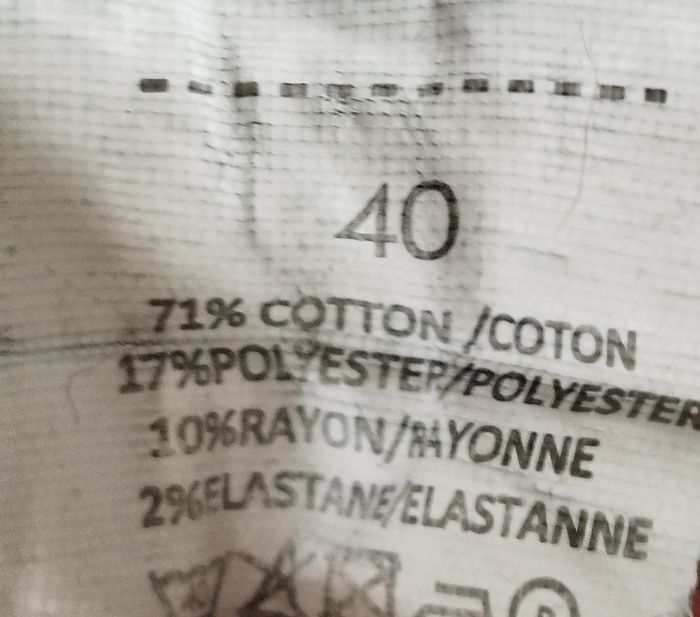 40
71% COTTON /COTON
17%POLYESTER/POLYESTER
10%RAYON/RAYONNE
2%ELASTANE/ELASTANNE